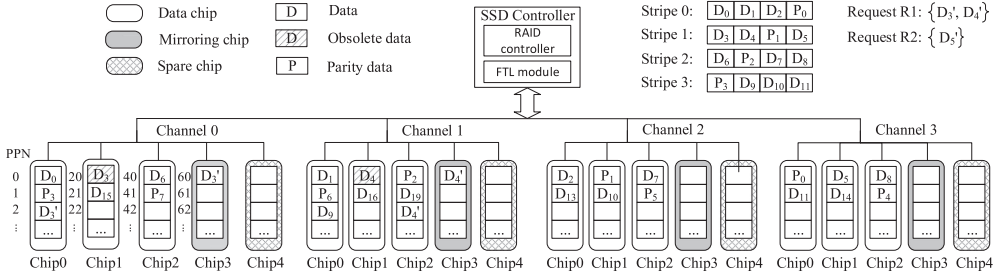 Data chip
D Data
Mirroring chip
D Obsolete data
Spare chip
P Parity data
SSD Controller
RAID controller
FTL module
Stripe 0: D0 D1 D2 P0
Stripe 1: D3 D4 P1 D5
Stripe 2: D6 P2 D7 D8
Stripe 3: P3 D9 D10 D11
Request R1: {D3', D4'}
Request R2: {D5'}
Channel 0 Channel 1 Channel 2 Channel 3
PPN
0 D0 20 D3 40 D6 60 D3' D1 D4 P2 D4' D2 P1 D7 P0 D5 D8
1 P3 21 D15 41 P7 61 P6 D16 D19 D13 D10 P5 D11 D14 P4
2 D3' 22 42 62 D9 D4'
⋮ ... ... ... ... ... ... ... ... ... ... ... ... ... ... ... ... ... ... ... ...
Chip0 Chip1 Chip2 Chip3 Chip4 Chip0 Chip1 Chip2 Chip3 Chip4 Chip0 Chip1 Chip2 Chip3 Chip4 Chip0 Chip1 Chip2 Chip3 Chip4